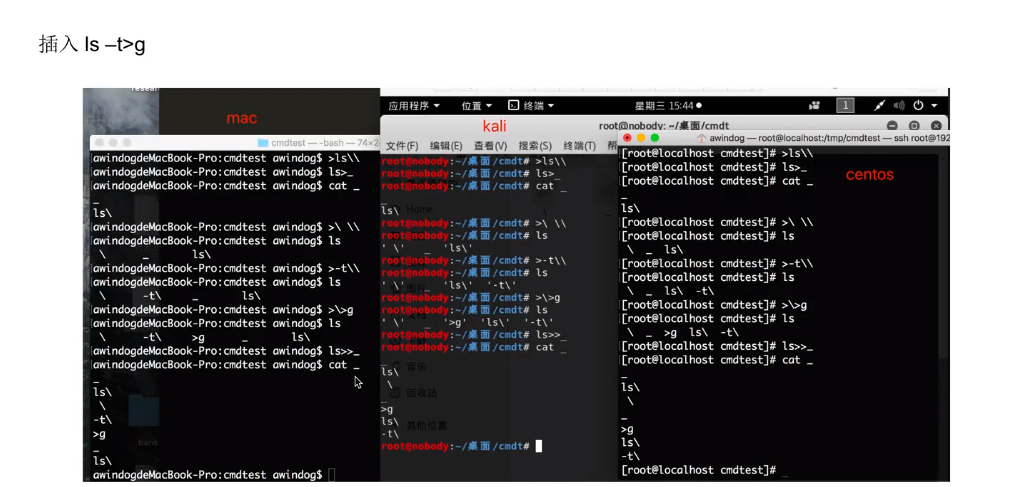 插入 ls –t>g
mac
cmdtest — -bash — 74×2
awindogdeMacBook-Pro:cmdtest awindog$ >ls\\
awindogdeMacBook-Pro:cmdtest awindog$ ls>_
awindogdeMacBook-Pro:cmdtest awindog$ cat _
_
ls\
awindogdeMacBook-Pro:cmdtest awindog$ >\ \\
awindogdeMacBook-Pro:cmdtest awindog$ ls
 \ _ ls\
awindogdeMacBook-Pro:cmdtest awindog$ >-t\\
awindogdeMacBook-Pro:cmdtest awindog$ ls
 \ -t\ _ ls\
awindogdeMacBook-Pro:cmdtest awindog$ >\>g
awindogdeMacBook-Pro:cmdtest awindog$ ls
 \ -t\ >g _ ls\
awindogdeMacBook-Pro:cmdtest awindog$ ls>>_
awindogdeMacBook-Pro:cmdtest awindog$ cat _
_
ls\
 \
-t\
>g
_
ls\
awindogdeMacBook-Pro:cmdtest awindog$
应用程序 位置 终端 星期三 15:44 1
kali
root@nobody: ~/桌面/cmdt
文件(F) 编辑(E) 查看(V) 搜索(S) 终端(T) 帮
root@nobody:~/桌面/cmdt# >ls\\
root@nobody:~/桌面/cmdt# ls>_
root@nobody:~/桌面/cmdt# cat _
_
ls\
Home
root@nobody:~/桌面/cmdt# >\ \\
root@nobody:~/桌面/cmdt# ls
' \' _ 'ls\'
root@nobody:~/桌面/cmdt# >-t\\
root@nobody:~/桌面/cmdt# ls
' \' _ 'ls\' '-t\'
root@nobody:~/桌面/cmdt# >\>g
root@nobody:~/桌面/cmdt# ls
' \' _ '>g' 'ls\' '-t\'
root@nobody:~/桌面/cmdt# ls>>_
root@nobody:~/桌面/cmdt# cat _
_
音乐
ls\
 \
回收站
_
>g
ls\
其他位置
-t\
root@nobody:~/桌面/cmdt#
awindog — root@localhost:/tmp/cmdtest — ssh root@192
centos
[root@localhost cmdtest]# >ls\\
[root@localhost cmdtest]# ls>_
[root@localhost cmdtest]# cat _
_
ls\
[root@localhost cmdtest]# >\ \\
[root@localhost cmdtest]# ls
 \ _ ls\
[root@localhost cmdtest]# >-t\\
[root@localhost cmdtest]# ls
 \ _ ls\ -t\
[root@localhost cmdtest]# >\>g
[root@localhost cmdtest]# ls
 \ _ >g ls\ -t\
[root@localhost cmdtest]# ls>>_
[root@localhost cmdtest]# cat _
_
ls\
 \
_
>g
ls\
-t\
[root@localhost cmdtest]#